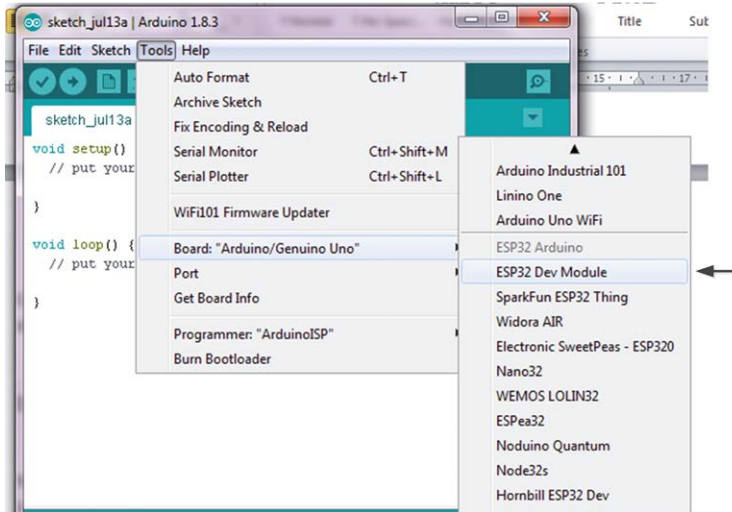 sketch_jul13a | Arduino 1.8.3
Title
File Edit Sketch Tools Help
sketch_jul13a
void setup()
// put your
}
void loop() {
// put your
}
Auto Format Ctrl+T
Archive Sketch
Fix Encoding & Reload
Serial Monitor Ctrl+Shift+M
Serial Plotter Ctrl+Shift+L
WiFi101 Firmware Updater
Board: "Arduino/Genuino Uno"
Port
Get Board Info
Programmer: "ArduinoISP"
Burn Bootloader
Arduino Industrial 101
Linino One
Arduino Uno WiFi
ESP32 Arduino
ESP32 Dev Module
SparkFun ESP32 Thing
Widora AIR
Electronic SweetPeas - ESP320
Nano32
WEMOS LOLIN32
ESPea32
Noduino Quantum
Node32s
Hornbill ESP32 Dev
15 17